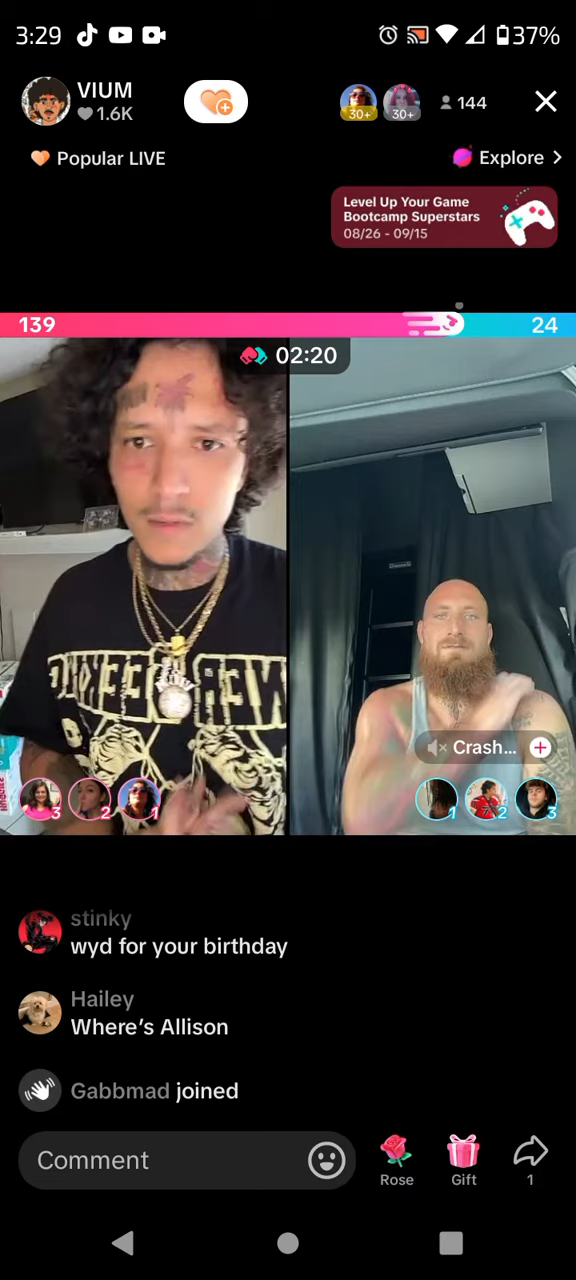 3:29
37%
VIUM
1.6K
30+
30+
144
Popular LIVE
Explore
Level Up Your Game
Bootcamp Superstars
08/26 - 09/15
139
24
02:20
Crash...
3
2
1
1
2
3
stinky
wyd for your birthday
Hailey
Where's Allison
Gabbmad joined
Comment
Rose
Gift
1